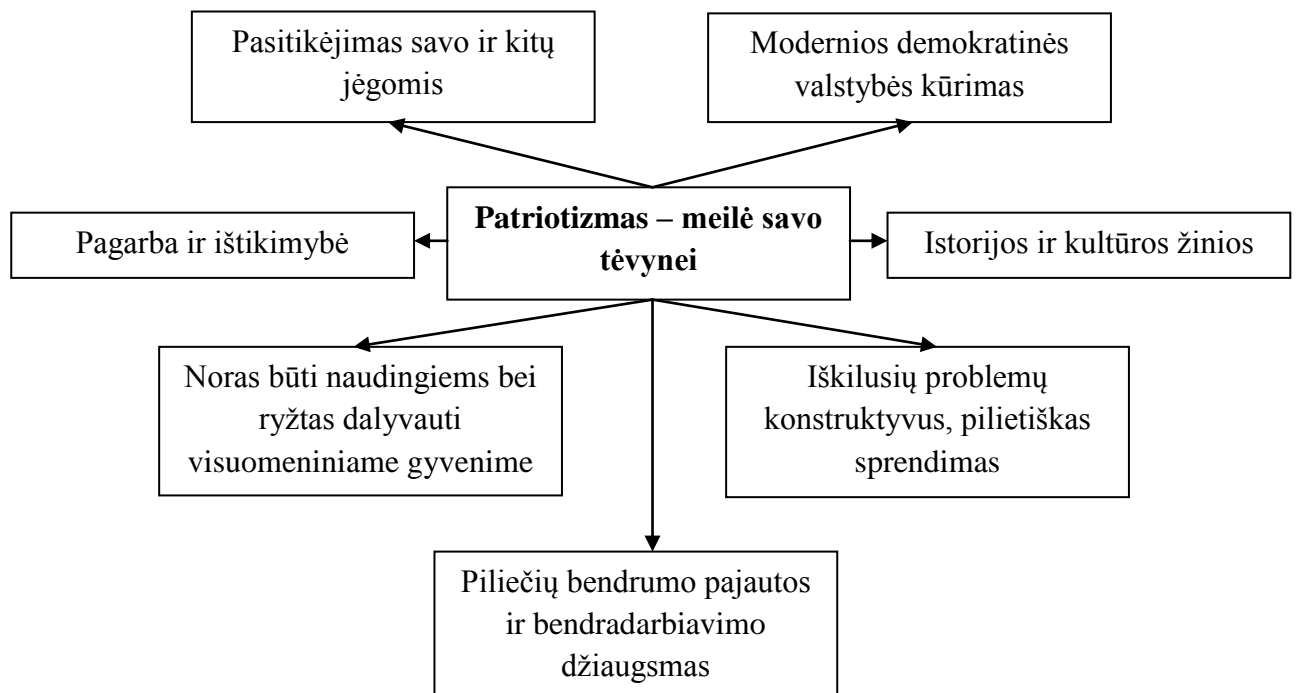 Pasitikėjimas savo ir kitų
jėgomis
Modernios demokratinės
valstybės kūrimas
Pagarba ir ištikimybė
Patriotizmas – meilė savo
tėvynei
Istorijos ir kultūros žinios
Noras būti naudingiems bei
ryžtas dalyvauti
visuomeniniame gyvenime
Iškilusių problemų
konstruktyvus, pilietiškas
sprendimas
Piliečių bendrumo pajautos
ir bendradarbiavimo
džiaugsmas